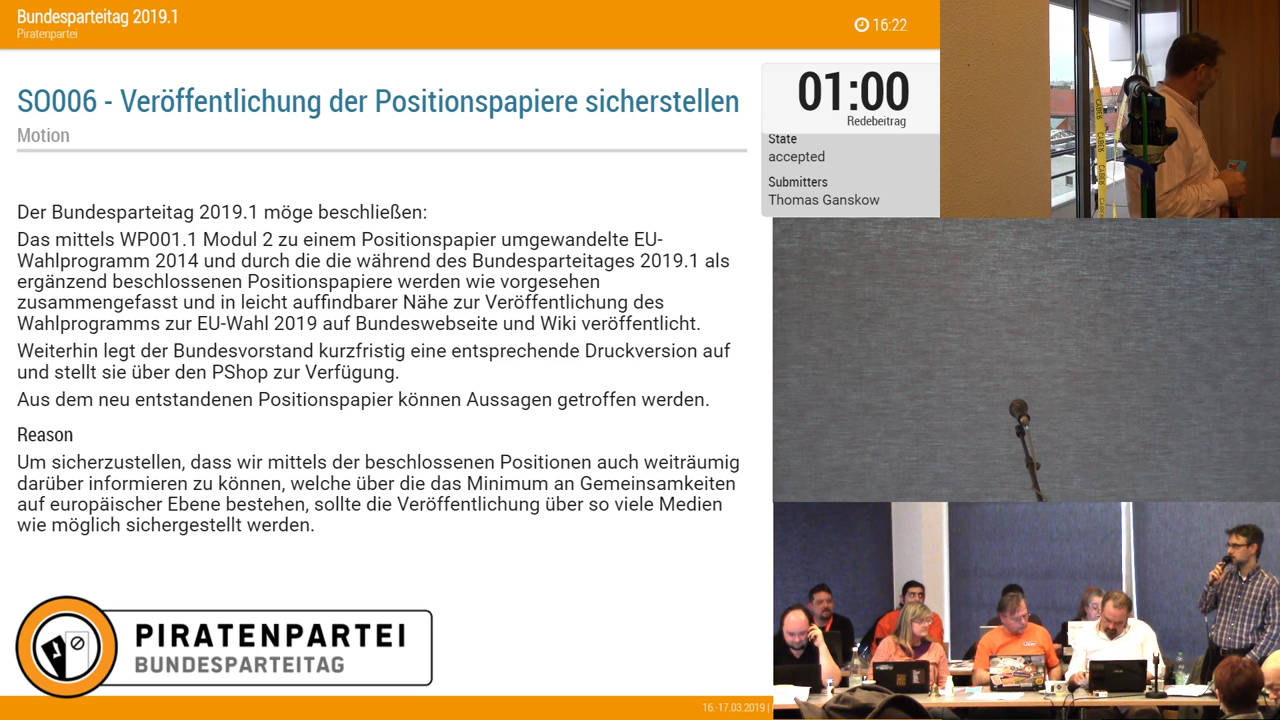 Bundesparteitag 2019.1
Piratenpartei
16:22
SO006 - Veröffentlichung der Positionspapiere sicherstellen
Motion
01:00
Redebeitrag
State
accepted
Submitters
Thomas Ganskow
Der Bundesparteitag 2019.1 möge beschließen:
Das mittels WP001.1 Modul 2 zu einem Positionspapier umgewandelte EU-
Wahlprogramm 2014 und durch die die während des Bundesparteitages 2019.1 als
ergänzend beschlossenen Positionspapiere werden wie vorgesehen
zusammengefasst und in leicht auffindbarer Nähe zur Veröffentlichung des
Wahlprogramms zur EU-Wahl 2019 auf Bundeswebseite und Wiki veröffentlicht.
Weiterhin legt der Bundesvorstand kurzfristig eine entsprechende Druckversion auf
und stellt sie über den PShop zur Verfügung.
Aus dem neu entstandenen Positionspapier können Aussagen getroffen werden.
Reason
Um sicherzustellen, dass wir mittels der beschlossenen Positionen auch weiträumig
darüber informieren zu können, welche über die das Minimum an Gemeinsamkeiten
auf europäischer Ebene bestehen, sollte die Veröffentlichung über so viele Medien
wie möglich sichergestellt werden.
PIRATENPARTEI
BUNDESPARTEITAG
16.-17.03.2019 |